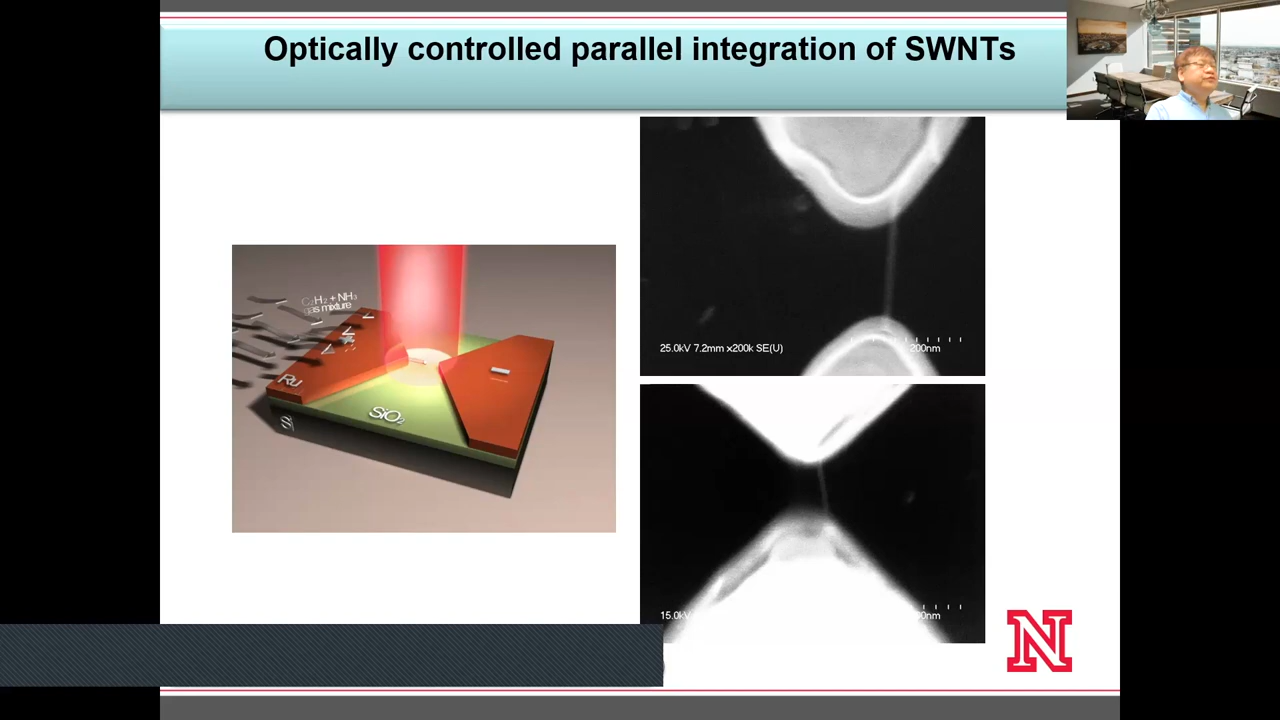 Optically controlled parallel integration of SWNTs
C₂H₂ + NH₃
gas mixture
Ru
SiO₂
Si
25.0kV 7.2mm x200k SE(U)
200nm
15.0kV
N